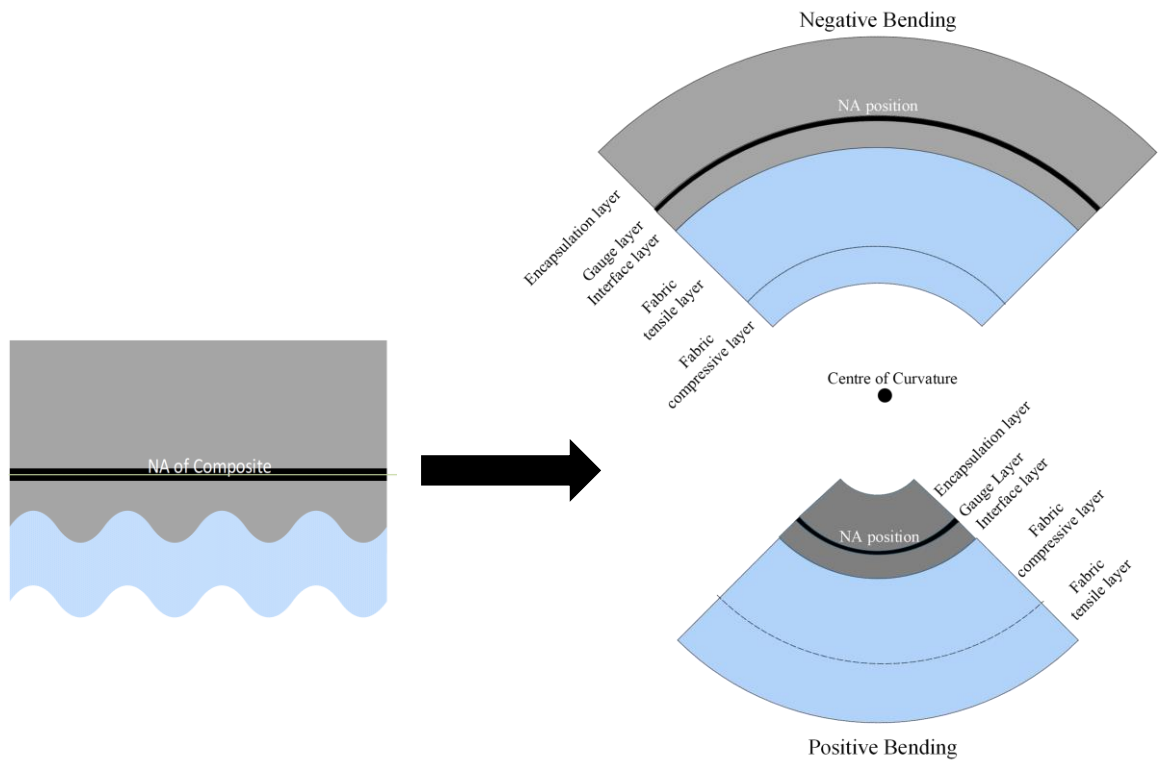 Negative Bending
NA position
Encapsulation layer
Gauge layer
Interface layer
Fabric
tensile layer
Fabric
compressive layer
Centre of Curvature
NA of Composite
Encapsulation layer
Gauge Layer
Interface layer
Fabric
compressive layer
Fabric
tensile layer
NA position
Positive Bending